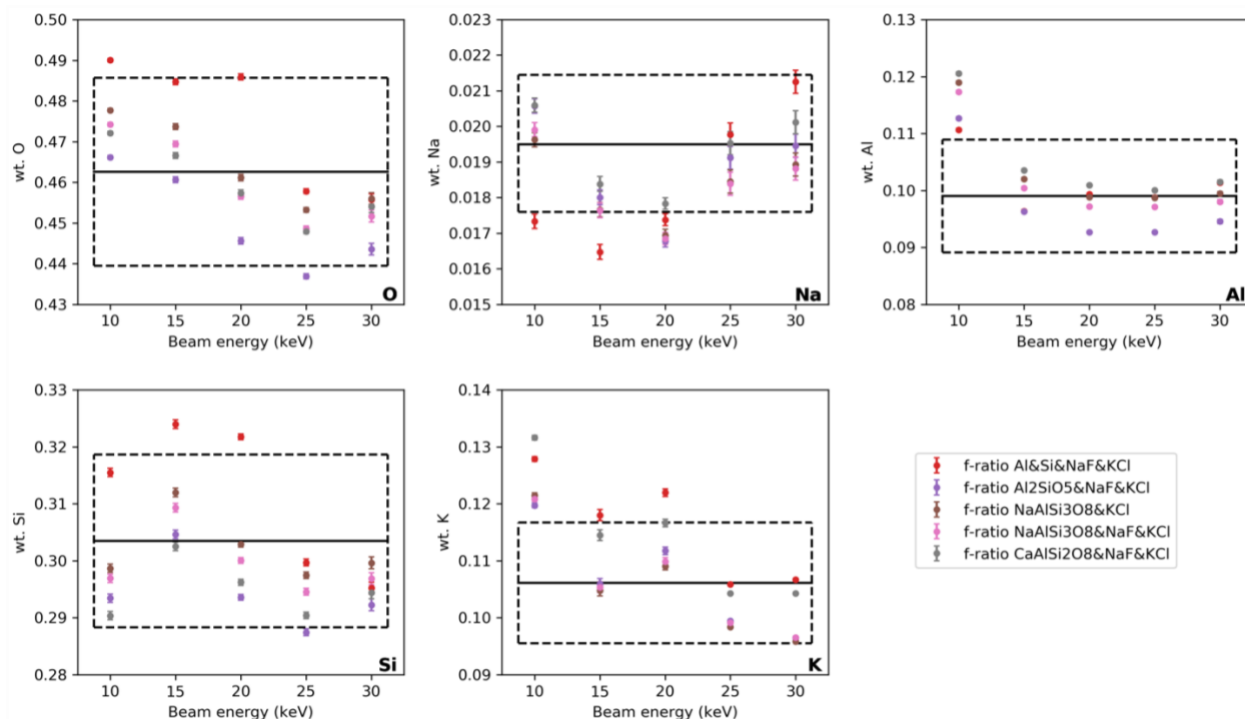 0.50
0.49
0.48
0.47
0.46
0.45
0.44
0.43
wt. O
10 15 20 25 30
Beam energy (keV)
O
0.023
0.022
0.021
0.020
0.019
0.018
0.017
0.016
0.015
wt. Na
10 15 20 25 30
Beam energy (keV)
Na
0.13
0.12
0.11
0.10
0.09
0.08
wt. Al
10 15 20 25 30
Beam energy (keV)
Al
0.33
0.32
0.31
0.30
0.29
0.28
wt. Si
10 15 20 25 30
Beam energy (keV)
Si
0.14
0.13
0.12
0.11
0.10
0.09
wt. K
10 15 20 25 30
Beam energy (keV)
K
f-ratio Al&Si&NaF&KCl
f-ratio Al2SiO5&NaF&KCl
f-ratio NaAlSi3O8&KCl
f-ratio NaAlSi3O8&NaF&KCl
f-ratio CaAlSi2O8&NaF&KCl